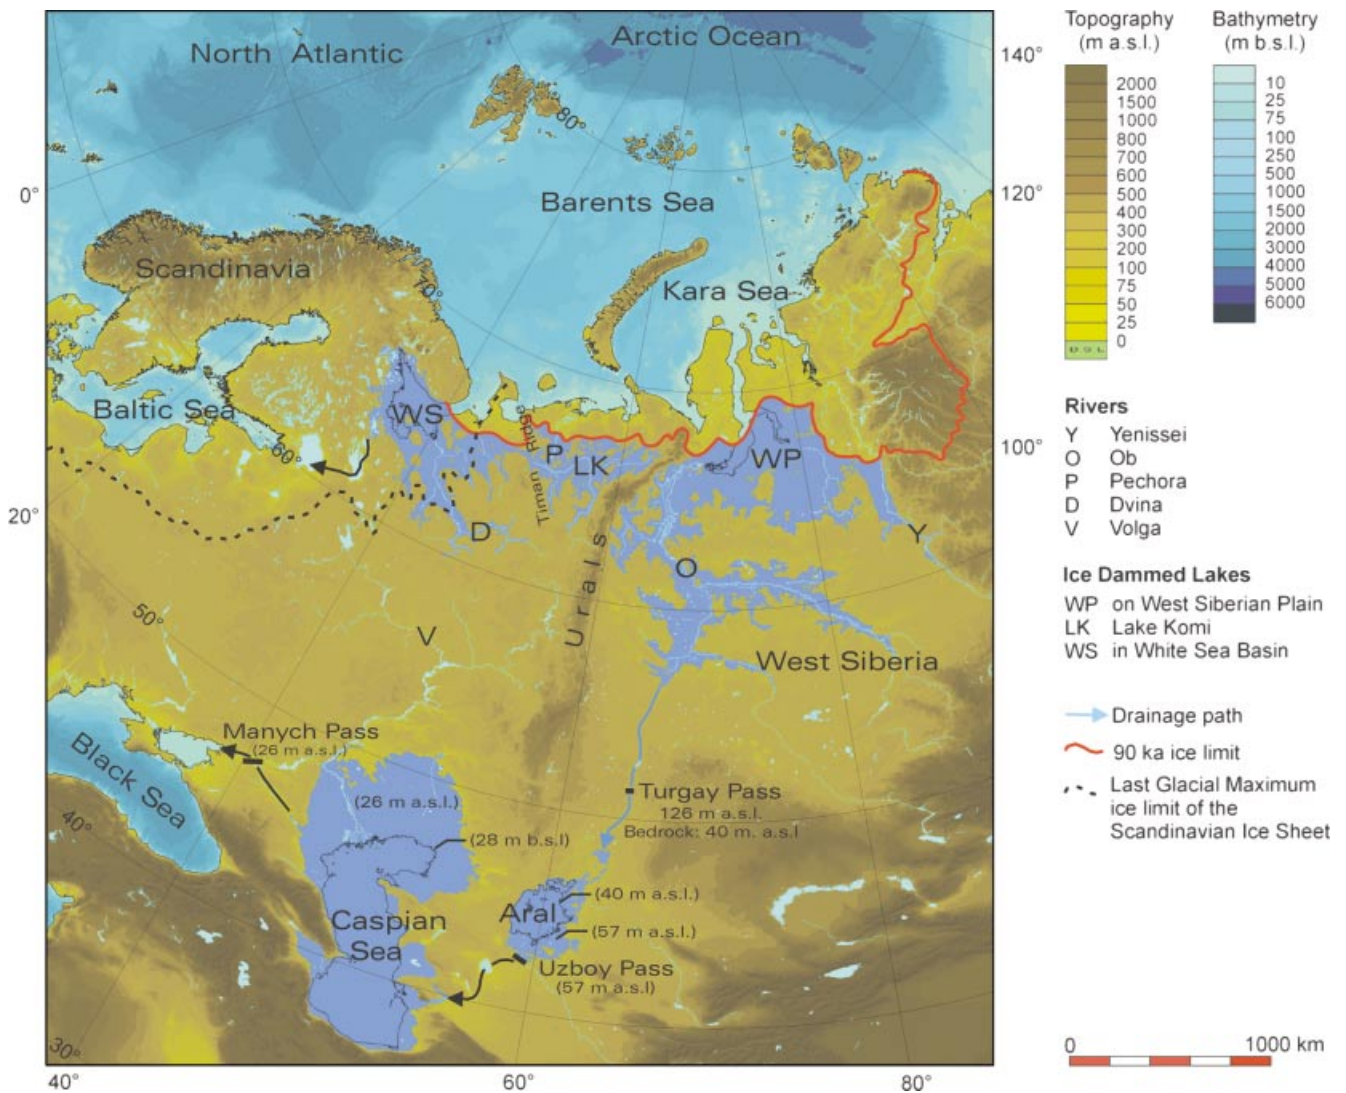 North Atlantic
Arctic Ocean
80°
Barents Sea
Scandinavia
70°
Kara Sea
Baltic Sea
WS
60°
Timan Ridge
P
LK
WP
D
Y
O
Urals
50°
V
West Siberia
Manych Pass
(26 m a.s.l.)
Black Sea
(26 m a.s.l.)
Turgay Pass
126 m a.s.l.
Bedrock: 40 m. a.s.l
40°
(28 m b.s.l)
(40 m a.s.l.)
Aral
Caspian
Sea
(57 m a.s.l.)
Uzboy Pass
(57 m a.s.l)
30°
0°
20°
40°
60°
80°
140°
120°
100°
Topography
(m a.s.l.)
2000
1500
1000
800
700
600
500
400
300
200
100
75
50
25
0
B S L
Bathymetry
(m b.s.l.)
10
25
75
100
250
500
1000
1500
2000
3000
4000
5000
6000
Rivers
Y Yenissei
O Ob
P Pechora
D Dvina
V Volga
Ice Dammed Lakes
WP on West Siberian Plain
LK Lake Komi
WS in White Sea Basin
Drainage path
90 ka ice limit
Last Glacial Maximum
ice limit of the
Scandinavian Ice Sheet
0 1000 km